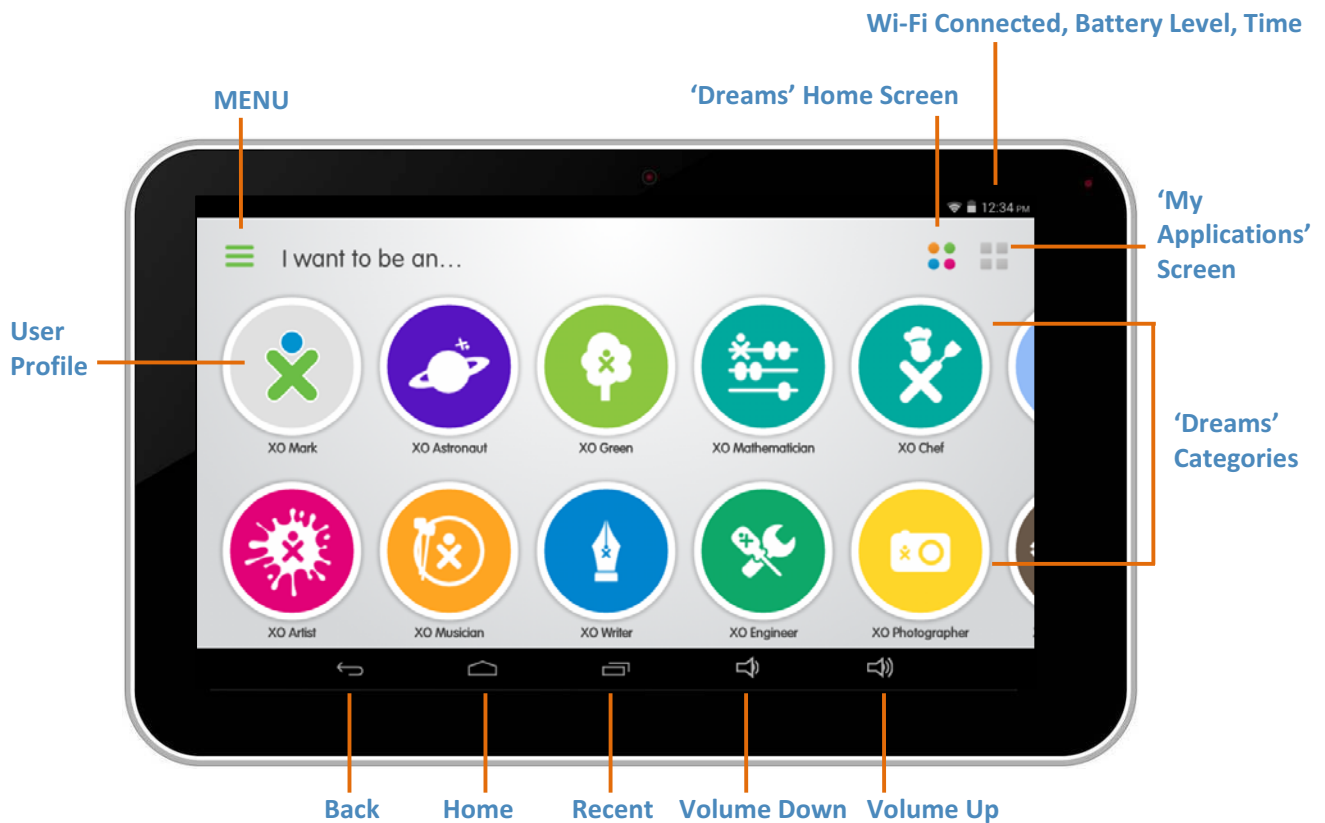 Wi-Fi Connected, Battery Level, Time
MENU
‘Dreams’ Home Screen
12:34 PM
‘My
Applications’
Screen
I want to be an...
User
Profile
XO Mark
XO Astronaut
XO Green
XO Mathematician
XO Chef
‘Dreams’
Categories
XO Artist
XO Musician
XO Writer
XO Engineer
XO Photographer
Back
Home
Recent
Volume Down
Volume Up